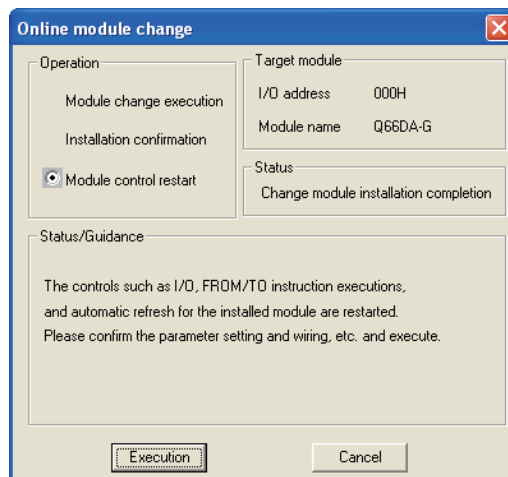 Online module change
Operation
Module change execution
Installation confirmation
Module control restart
Target module
I/O address 000H
Module name Q66DA-G
Status
Change module installation completion
Status/Guidance
The controls such as I/O, FROM/TO instruction executions,
and automatic refresh for the installed module are restarted.
Please confirm the parameter setting and wiring, etc. and execute.
Execution Cancel